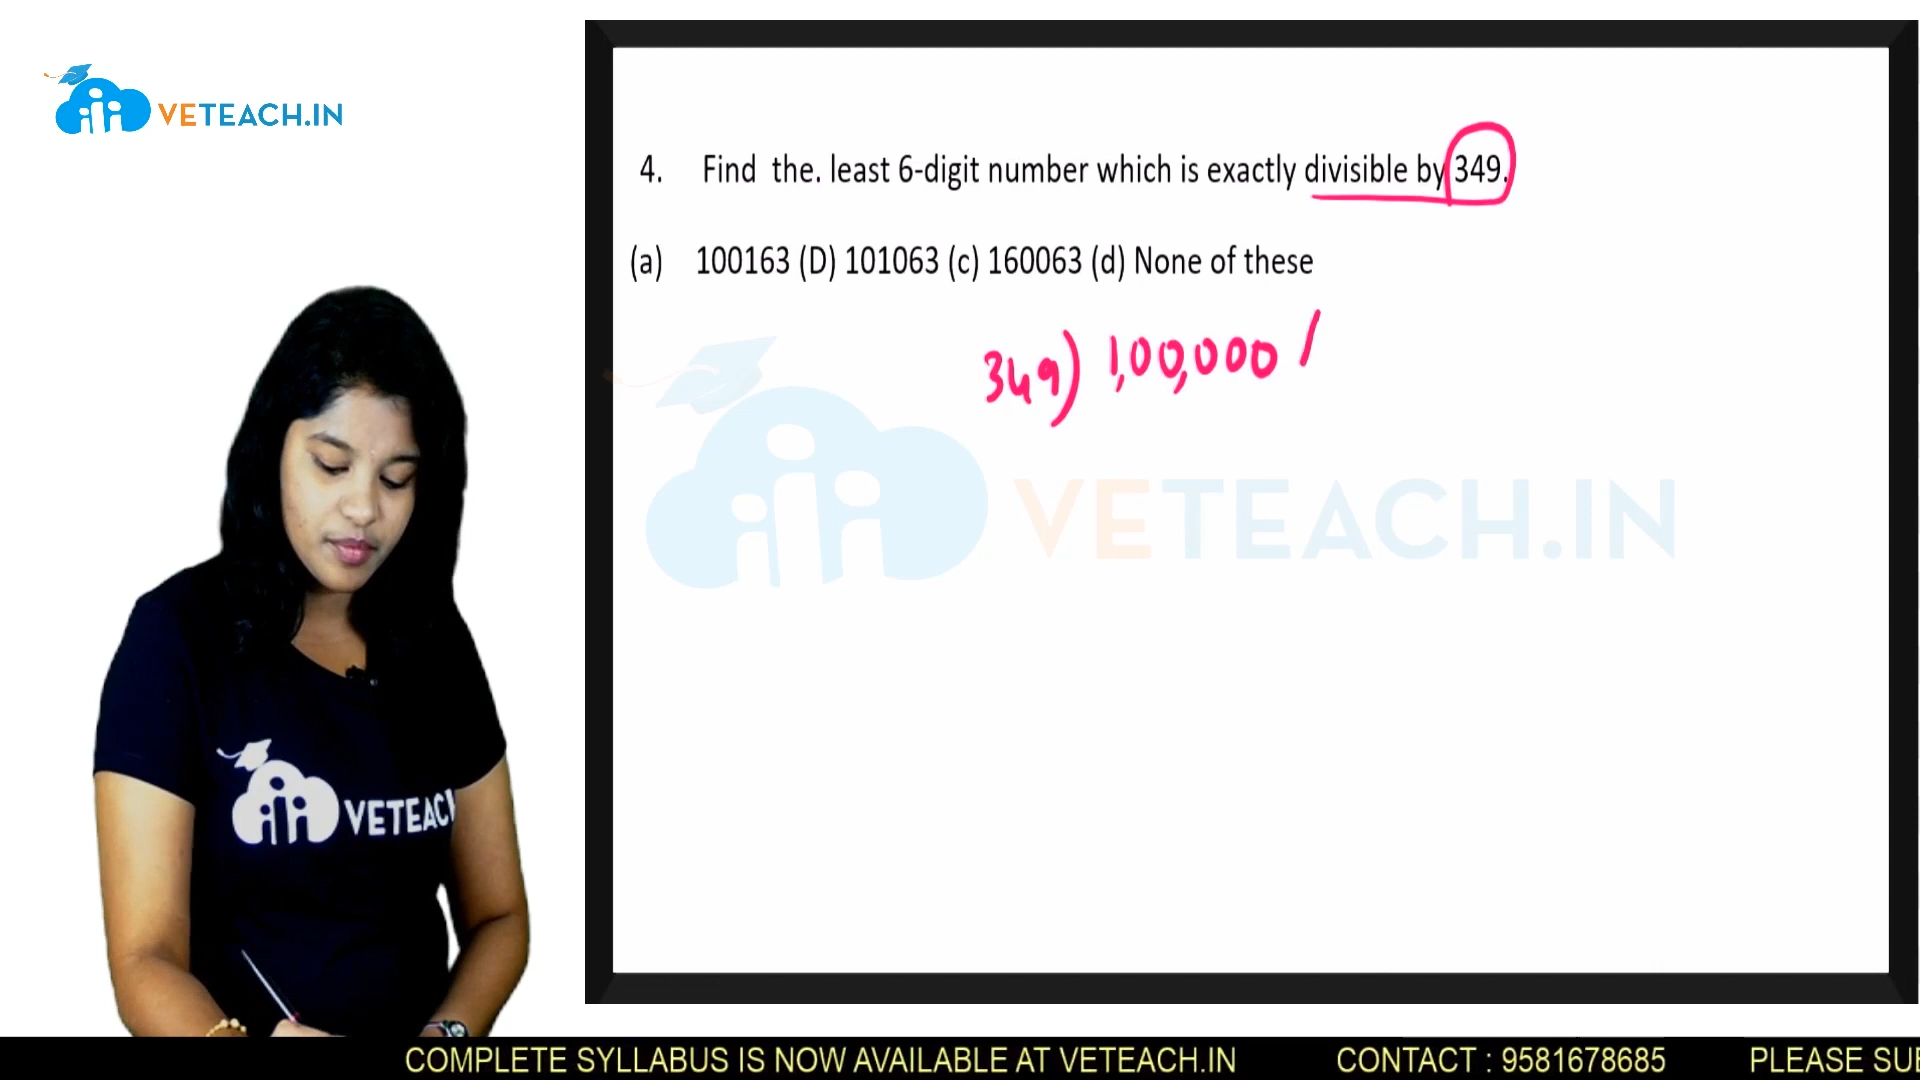 VETEACH.IN
4. Find the. least 6-digit number which is exactly divisible by 349.
(a) 100163 (D) 101063 (c) 160063 (d) None of these
349) 1,00,000 /
VETEACH.IN
VETEACH
COMPLETE SYLLABUS IS NOW AVAILABLE AT VETEACH.IN CONTACT : 9581678685 PLEASE SU